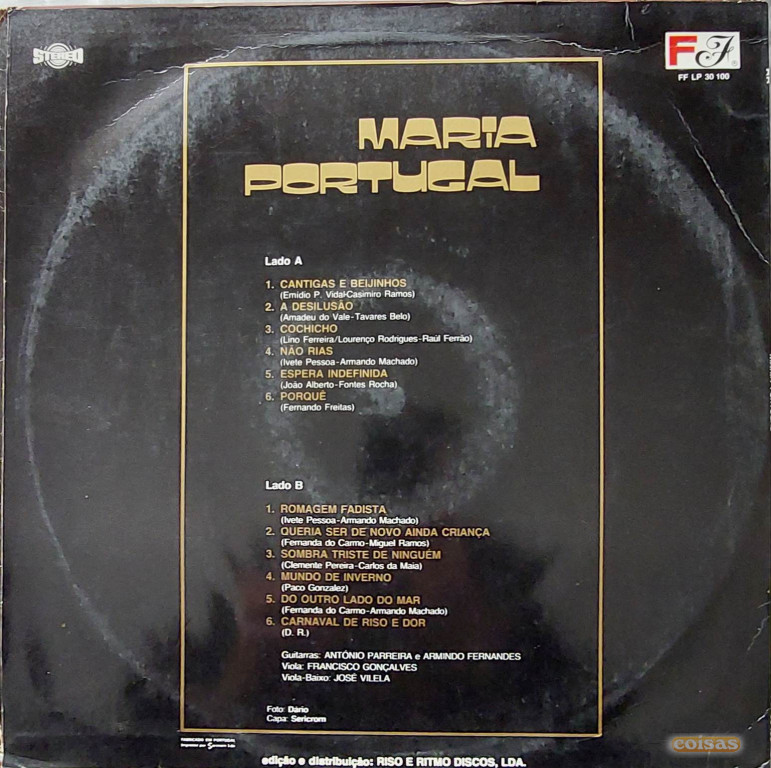 STEREO
FF
FF LP 30 100
MARIA
PORTUGAL
Lado A
1. CANTIGAS E BEIJINHOS
(Emídio P. Vidal-Casimiro Ramos)
2. A DESILUSÃO
(Amadeu do Vale-Tavares Belo)
3. COCHICHO
(Lino Ferreira/Lourenço Rodrigues-Raúl Ferrão)
4. NÃO RIAS
(Ivete Pessoa-Armando Machado)
5. ESPERA INDEFINIDA
(João Alberto-Fontes Rocha)
6. PORQUÊ
(Fernando Freitas)
Lado B
1. ROMAGEM FADISTA
(Ivete Pessoa-Armando Machado)
2. QUERIA SER DE NOVO AINDA CRIANÇA
(Fernanda do Carmo-Miguel Ramos)
3. SOMBRA TRISTE DE NINGUÉM
(Clemente Pereira-Carlos da Maia)
4. MUNDO DE INVERNO
(Paco Gonzalez)
5. DO OUTRO LADO DO MAR
(Fernanda do Carmo-Armando Machado)
6. CARNAVAL DE RISO E DOR
(D. R.)
Guitarras: ANTÓNIO PARREIRA e ARMINDO FERNANDES
Viola: FRANCISCO GONÇALVES
Viola-Baixo: JOSÉ VILELA
Foto: Dário
Capa: Sericrom
FABRICADO EM PORTUGAL
edição e distribuição: RISO E RITMO DISCOS, LDA.
coisas